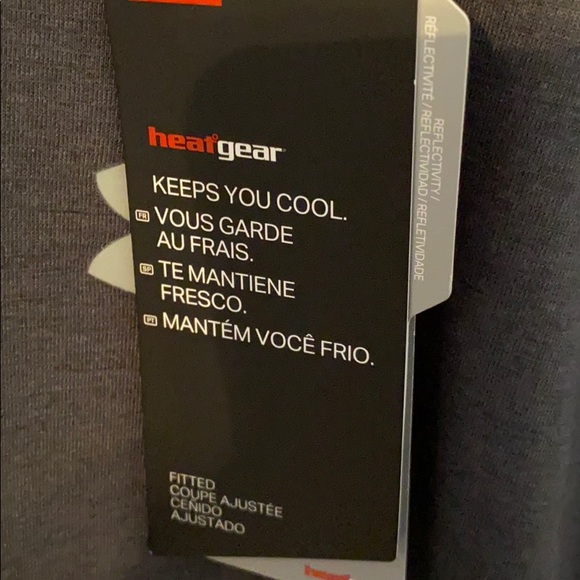 heatgear
KEEPS YOU COOL.
FR VOUS GARDE
AU FRAIS.
SP TE MANTIENE
FRESCO.
PT MANTÉM VOCÊ FRIO.
FITTED
COUPE AJUSTÉE
CEÑIDO
AJUSTADO
REFLECTIVITY /
RÉFLECTIVITÉ / REFLECTIVIDAD / REFLETIVIDADE